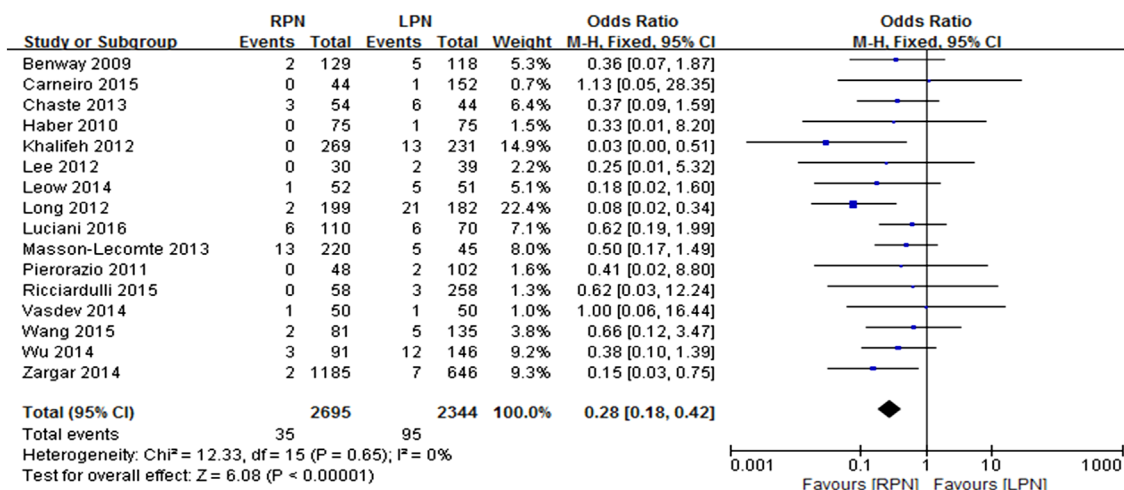 RPN LPN Odds Ratio Odds Ratio
Study or Subgroup Events Total Events Total Weight M-H, Fixed, 95% CI M-H, Fixed, 95% CI
Benway 2009 2 129 5 118 5.3% 0.36 [0.07, 1.87]
Carneiro 2015 0 44 1 152 0.7% 1.13 [0.05, 28.35]
Chaste 2013 3 54 6 44 6.4% 0.37 [0.09, 1.59]
Haber 2010 0 75 1 75 1.5% 0.33 [0.01, 8.20]
Khalifeh 2012 0 269 13 231 14.9% 0.03 [0.00, 0.51]
Lee 2012 0 30 2 39 2.2% 0.25 [0.01, 5.32]
Leow 2014 1 52 5 51 5.1% 0.18 [0.02, 1.60]
Long 2012 2 199 21 182 22.4% 0.08 [0.02, 0.34]
Luciani 2016 6 110 6 70 7.1% 0.62 [0.19, 1.99]
Masson-Lecomte 2013 13 220 5 45 8.0% 0.50 [0.17, 1.49]
Pierorazio 2011 0 48 2 102 1.6% 0.41 [0.02, 8.80]
Ricciardulli 2015 0 58 3 258 1.3% 0.62 [0.03, 12.24]
Vasdev 2014 1 50 1 50 1.0% 1.00 [0.06, 16.44]
Wang 2015 2 81 5 135 3.8% 0.66 [0.12, 3.47]
Wu 2014 3 91 12 146 9.2% 0.38 [0.10, 1.39]
Zargar 2014 2 1185 7 646 9.3% 0.15 [0.03, 0.75]
Total (95% CI) 2695 2344 100.0% 0.28 [0.18, 0.42]
Total events 35 95
Heterogeneity: Chi² = 12.33, df = 15 (P = 0.65); I² = 0%
Test for overall effect: Z = 6.08 (P < 0.00001)
0.001 0.1 1 10 1000
Favours [RPN] Favours [LPN]